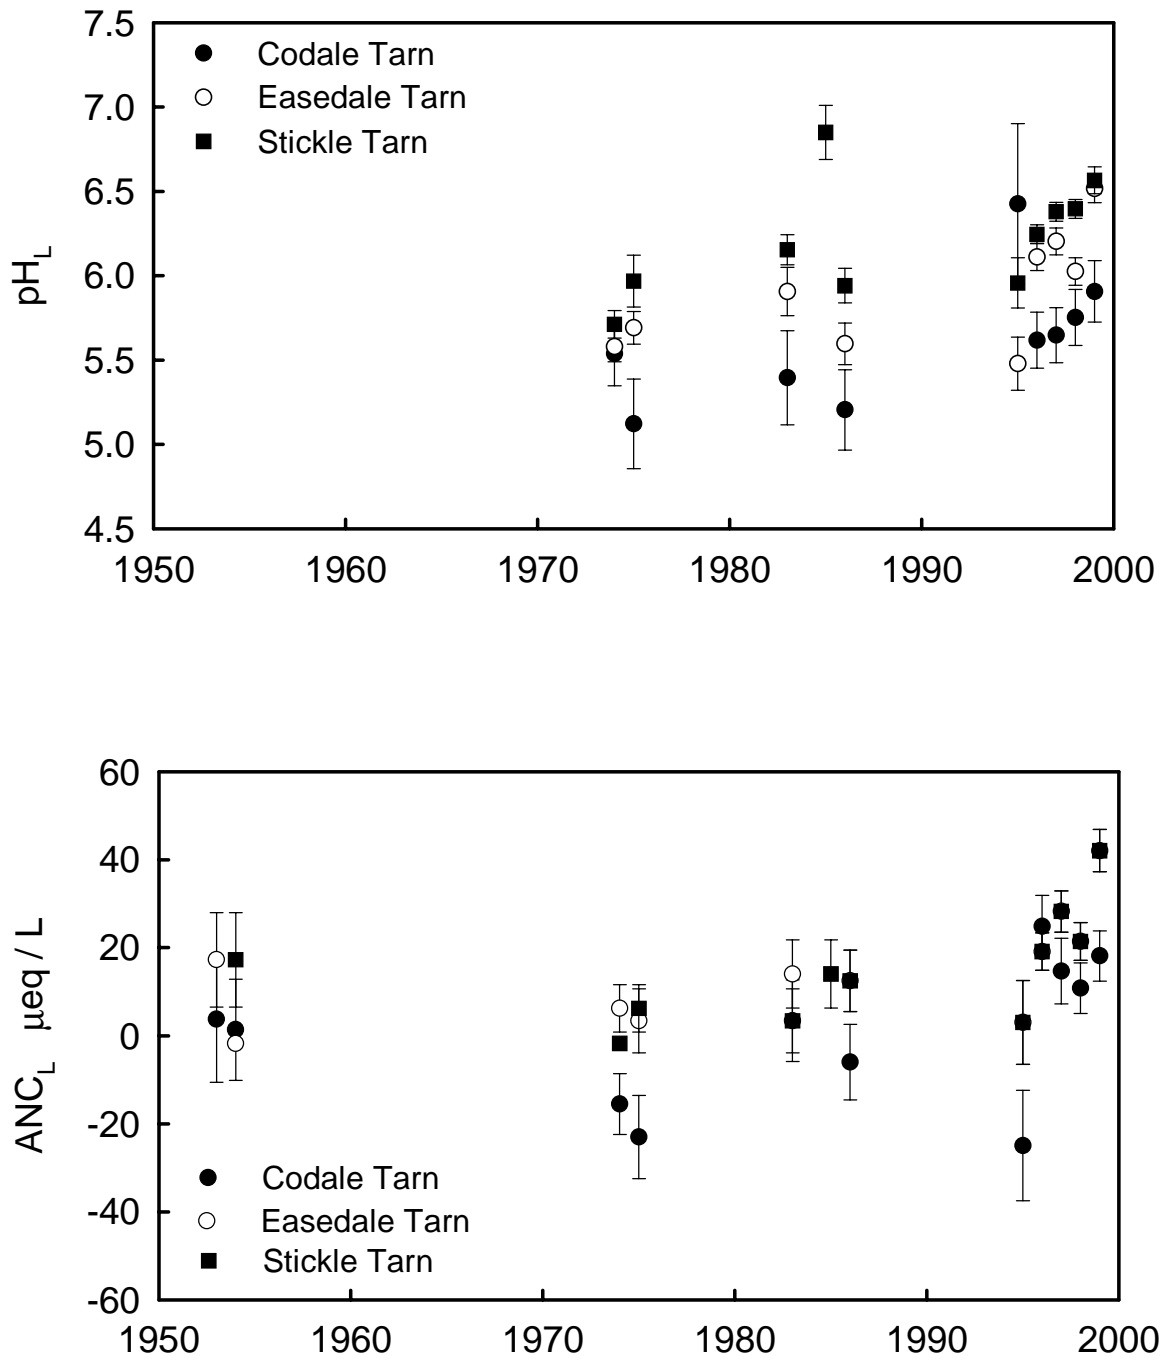 7.5
Codale Tarn
Easedale Tarn
Stickle Tarn
7.0
6.5
6.0
5.5
5.0
4.5
pHL
1950 1960 1970 1980 1990 2000
60
40
20
0
-20
-40
-60
ANCL μeq / L
Codale Tarn
Easedale Tarn
Stickle Tarn
1950 1960 1970 1980 1990 2000